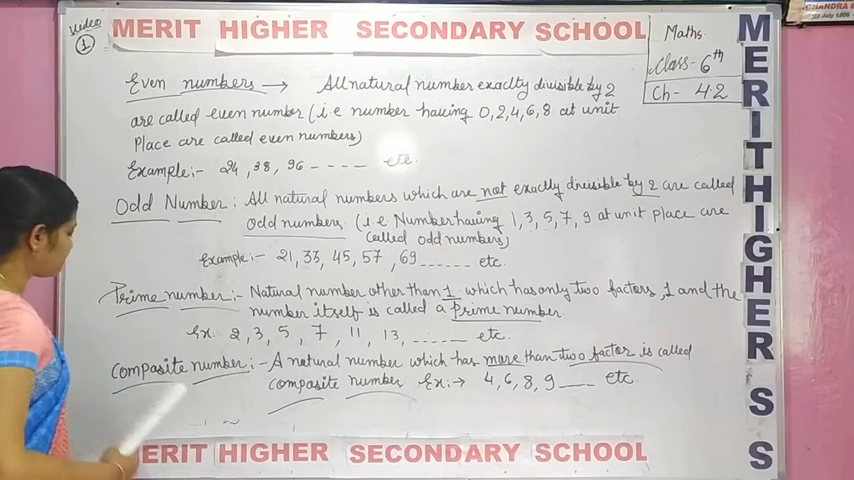 Video
1
MERIT HIGHER SECONDARY SCHOOL
Maths
Class - 6th
Ch - 4.2
Even numbers → All natural number exaclty divisible by 2
are called even number (i.e number having 0,2,4,6,8 at unit
Place are called even numbers)
Example:- 24, 38, 96 - - - - etc.
Odd Number : All natural numbers which are not exactly divisible by 2 are called
odd numbers (i.e Number having 1, 3, 5, 7, 9 at unit place are
called odd numbers)
Example:- 21, 33, 45, 57, 69 ...... etc.
Prime number:- Natural number other than 1 which has only two factors, 1 and the
number itself is called a Prime number.
Ex: 2, 3, 5, 7, 11, 13, ...... etc.
Composite number:- A natural number which has more than two factor is called
composite number Ex:→ 4, 6, 8, 9 ___ etc.
MERIT HIGHER SECONDARY SCHOOL
MERIT HIGHER S S